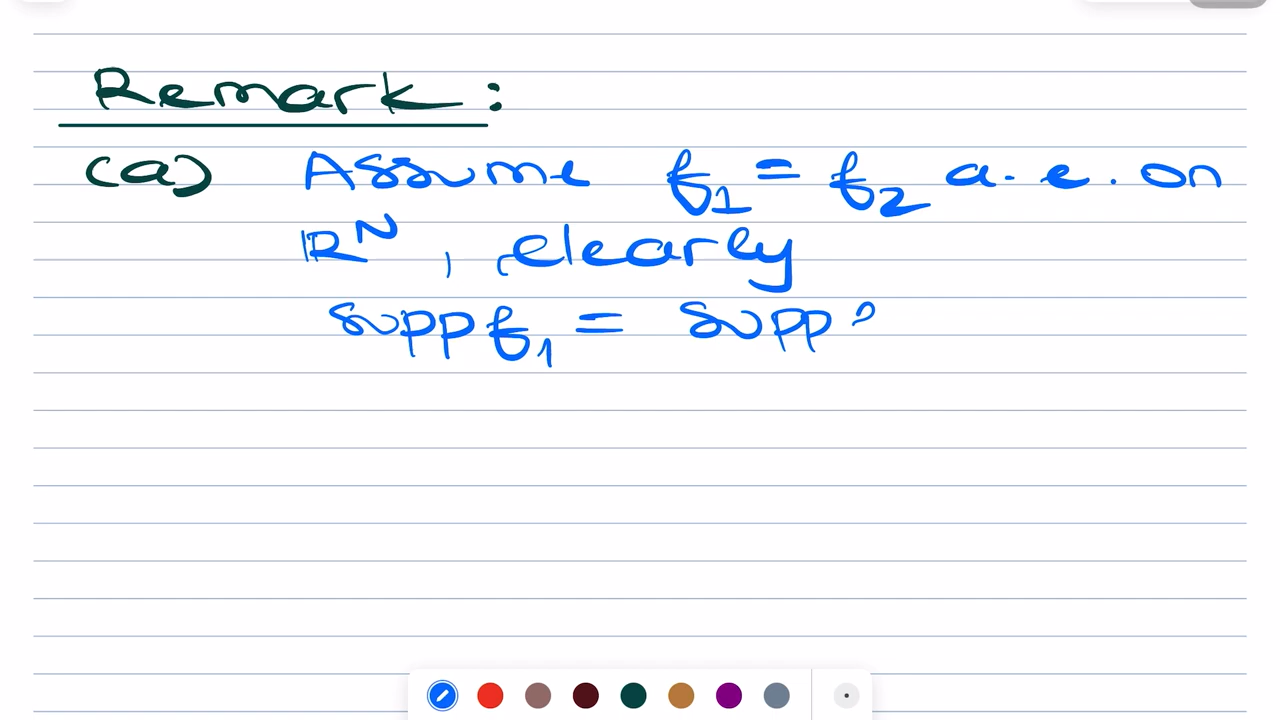 Remark:
(a) Assume f₁ = f₂ a.e. on
ℝᴺ, clearly
supp f₁ = supp